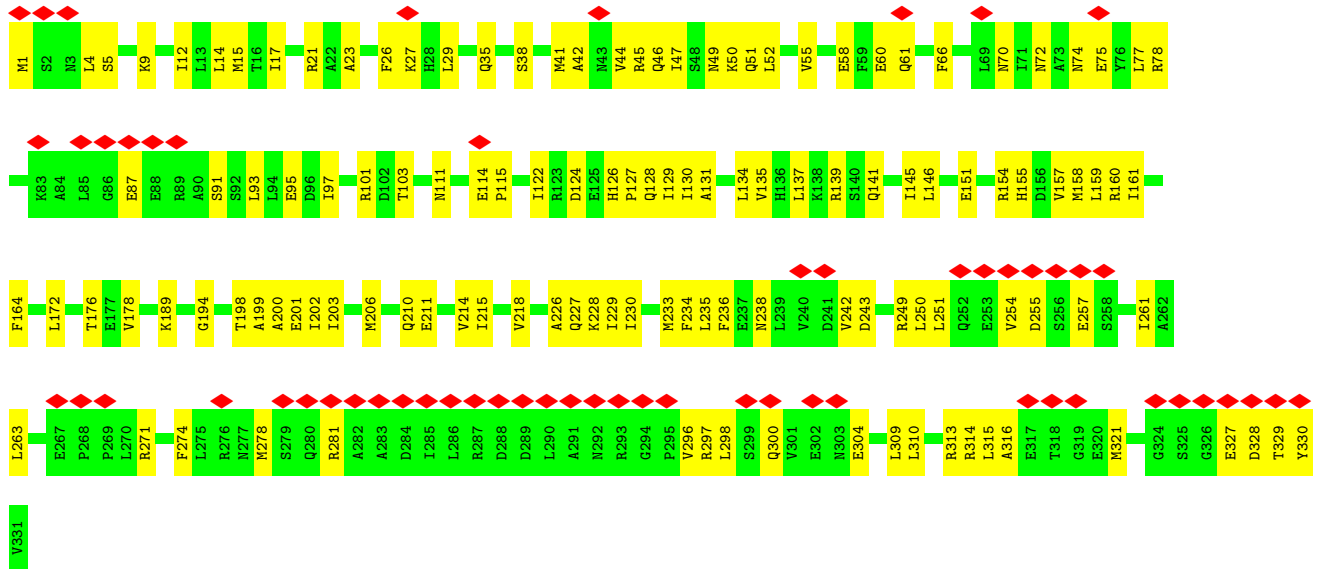 M1 S2 N3 L4 S5 K9 I12 L13 L14 M15 T16 I17 R21 A22 A23 F26 K27 H28 L29 Q35 S38 M41 A42 N43 V44 R45 Q46 I47 S48 N49 K50 Q51 L52 V55 E58 F59 E60 Q61 F66 L69 N70 I71 N72 A73 N74 E75 Y76 L77 R78
K83 A84 L85 G86 E87 E88 R89 A90 S91 S92 L93 L94 E95 D96 I97 R101 D102 T103 N111 E114 P115 I122 R123 D124 E125 H126 P127 Q128 I129 I130 A131 L134 V135 H136 L137 K138 R139 S140 Q141 I145 L146 E151 R154 H155 D156 V157 M158 L159 R160 I161
F164 L172 T176 E177 V178 K189 G194 T198 A199 A200 E201 I202 I203 M206 Q210 E211 V214 I215 V218 A226 Q227 K228 I229 I230 M233 F234 L235 F236 E237 N238 L239 V240 D241 V242 D243 R249 L250 L251 Q252 E253 V254 D255 S256 E257 S258 I261 A262
L263 E267 P268 P269 L270 R271 F274 L275 R276 N277 M278 S279 Q280 R281 A282 A283 D284 I285 L286 R287 D288 D289 L290 A291 N292 R293 G294 P295 V296 R297 L298 S299 Q300 V301 E302 N303 E304 L309 L310 R313 R314 L315 A316 E317 T318 G319 E320 M321 G324 S325 G326 E327 D328 T329 Y330
V331